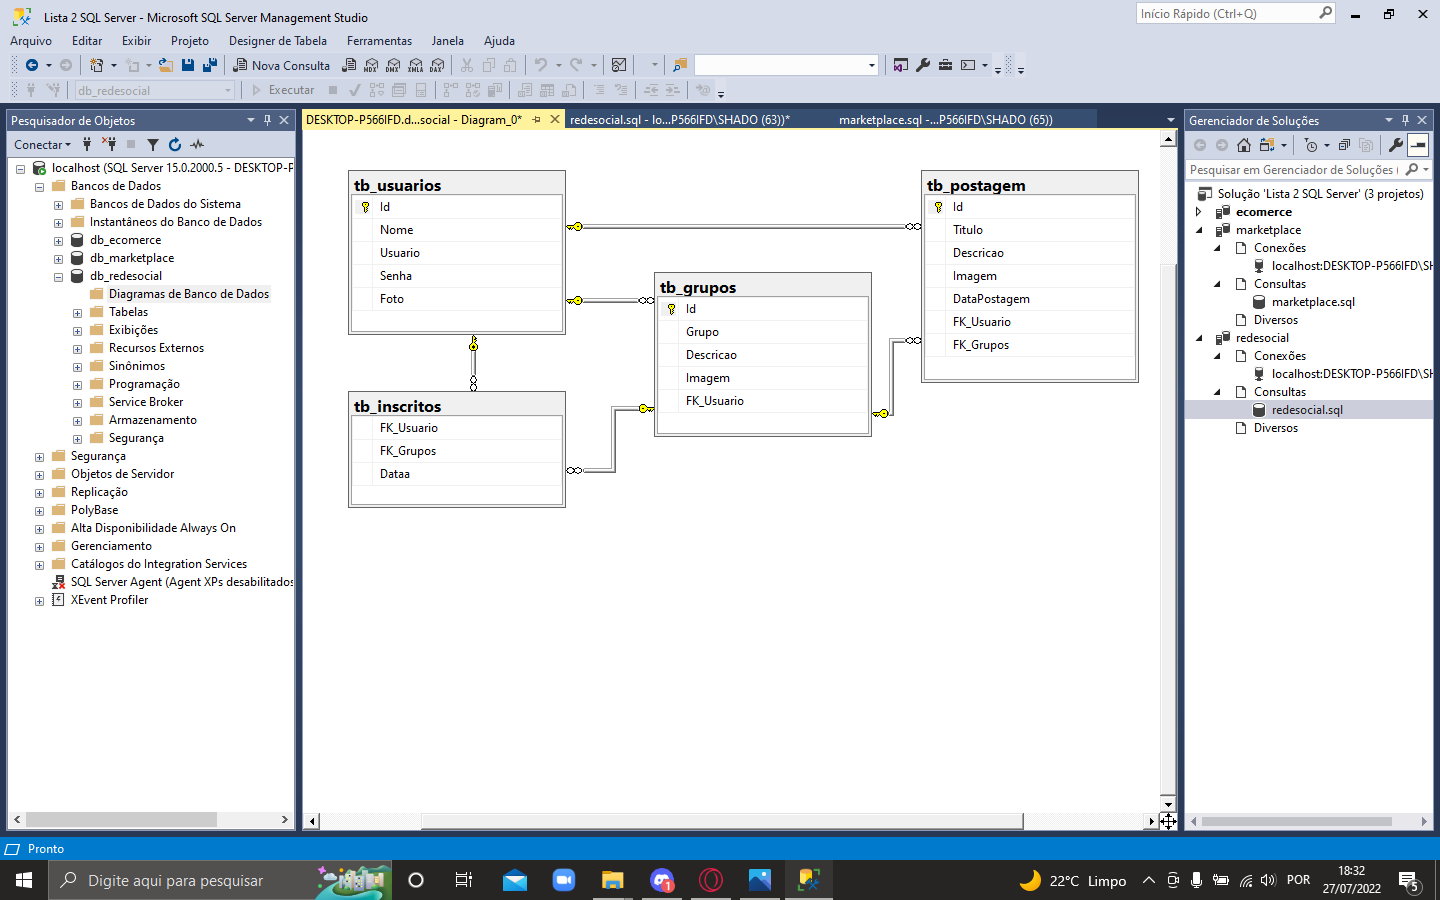 Lista 2 SQL Server - Microsoft SQL Server Management Studio
Início Rápido (Ctrl+Q)
Arquivo Editar Exibir Projeto Designer de Tabela Ferramentas Janela Ajuda
Nova Consulta MDX DMX XMLA DAX
db_redesocial Executar
Pesquisador de Objetos
Conectar
localhost (SQL Server 15.0.2000.5 - DESKTOP-P
Bancos de Dados
Bancos de Dados do Sistema
Instantâneos do Banco de Dados
db_ecomerce
db_marketplace
db_redesocial
Diagramas de Banco de Dados
Tabelas
Exibições
Recursos Externos
Sinônimos
Programação
Service Broker
Armazenamento
Segurança
Segurança
Objetos de Servidor
Replicação
PolyBase
Alta Disponibilidade Always On
Gerenciamento
Catálogos do Integration Services
SQL Server Agent (Agent XPs desabilitados
XEvent Profiler
DESKTOP-P566IFD.d...social - Diagram_0*
redesocial.sql - lo...P566IFD\SHADO (63))*
marketplace.sql -...P566IFD\SHADO (65))
tb_usuarios
Id
Nome
Usuario
Senha
Foto
tb_inscritos
FK_Usuario
FK_Grupos
Dataa
tb_grupos
Id
Grupo
Descricao
Imagem
FK_Usuario
tb_postagem
Id
Titulo
Descricao
Imagem
DataPostagem
FK_Usuario
FK_Grupos
Gerenciador de Soluções
Pesquisar em Gerenciador de Soluções (
Solução 'Lista 2 SQL Server' (3 projetos)
ecomerce
marketplace
Conexões
localhost:DESKTOP-P566IFD\SH
Consultas
marketplace.sql
Diversos
redesocial
Conexões
localhost:DESKTOP-P566IFD\SH
Consultas
redesocial.sql
Diversos
Pronto
Digite aqui para pesquisar
1
22°C Limpo
POR
18:32
27/07/2022
5